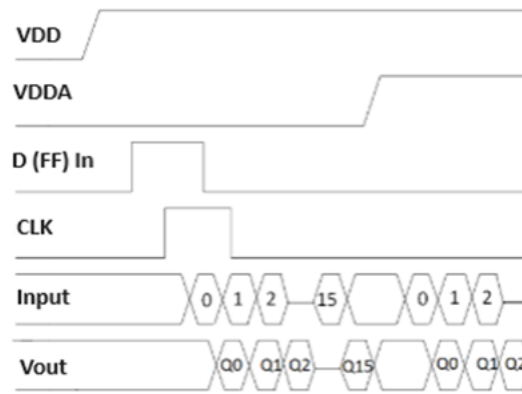 VDD
VDDA
D (FF) In
CLK
Input 0 1 2 15 0 1 2
Vout Q0 Q1 Q2 Q15 Q0 Q1 Q2